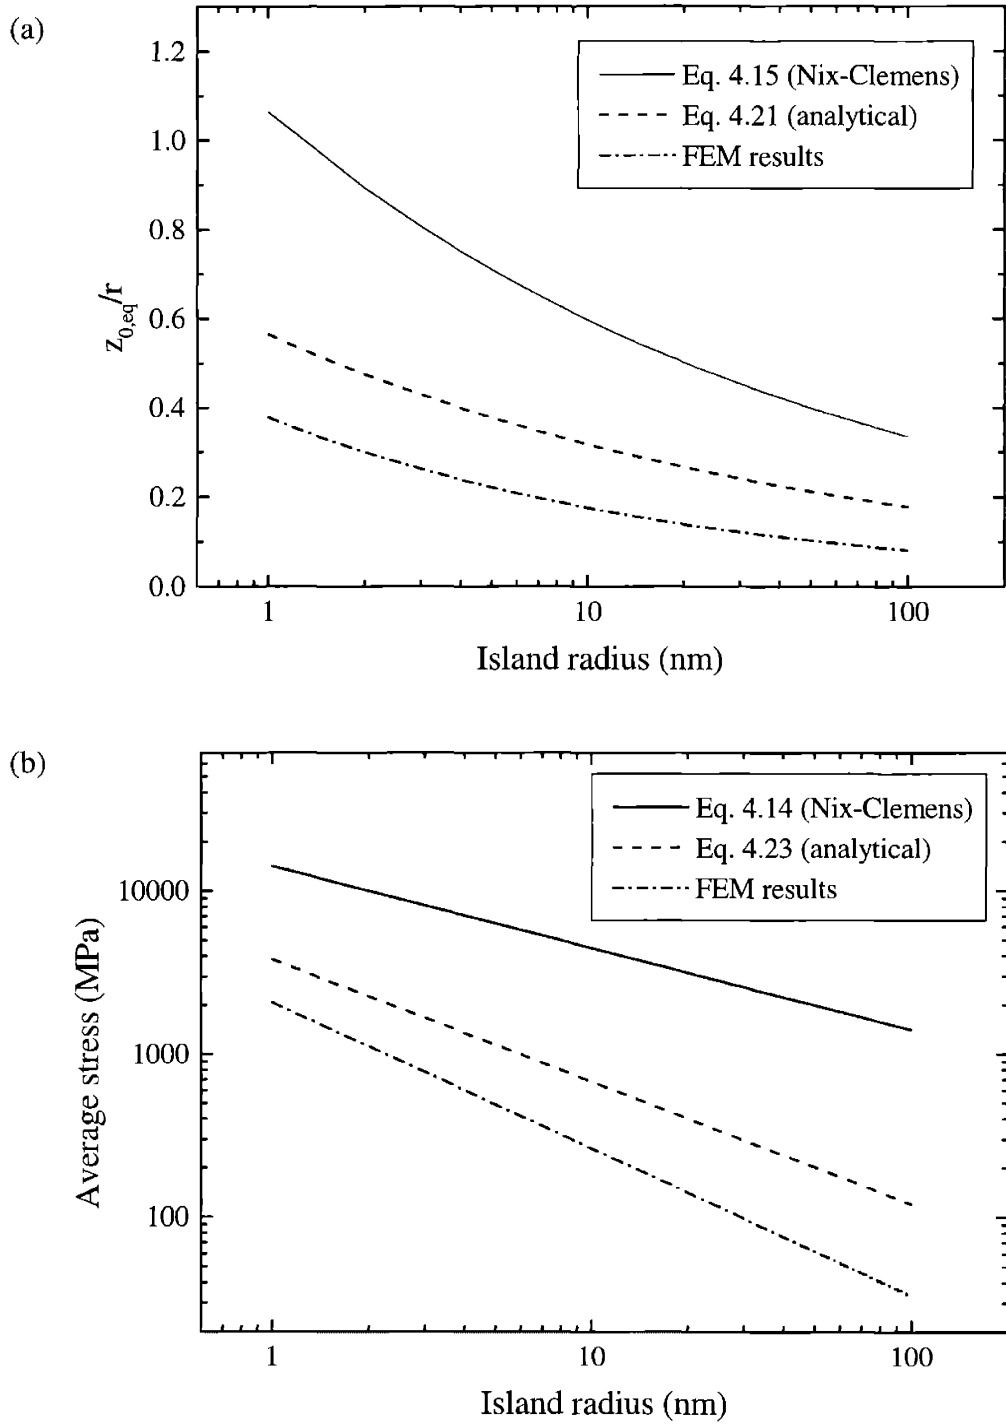 (a)
1.2
1.0
0.8
0.6
0.4
0.2
0.0
z0,eq/r
Eq. 4.15 (Nix-Clemens)
Eq. 4.21 (analytical)
FEM results
1 10 100
Island radius (nm)
(b)
10000
1000
100
Average stress (MPa)
Eq. 4.14 (Nix-Clemens)
Eq. 4.23 (analytical)
FEM results
1 10 100
Island radius (nm)